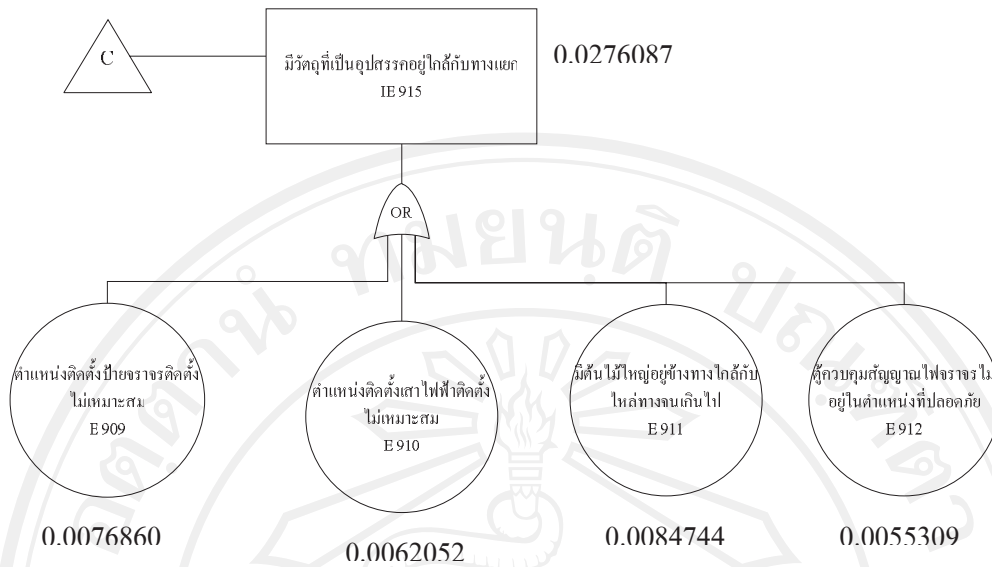 C
มีวัตถุที่เป็นอุปสรรคอยู่ใกล้กับทางแยก
IE 915
0.0276087
OR
ตำแหน่งติดตั้งป้ายจราจรติดตั้ง
ไม่เหมาะสม
E 909
0.0076860
ตำแหน่งติดตั้งเสาไฟฟ้าติดตั้ง
ไม่เหมาะสม
E 910
0.0062052
มีต้นไม้ใหญ่อยู่ข้างทางใกล้กับ
ไหล่ทางจนเกินไป
E 911
0.0084744
ตู้ควบคุมสัญญาณไฟจราจรไม่
อยู่ในตำแหน่งที่ปลอดภัย
E 912
0.0055309